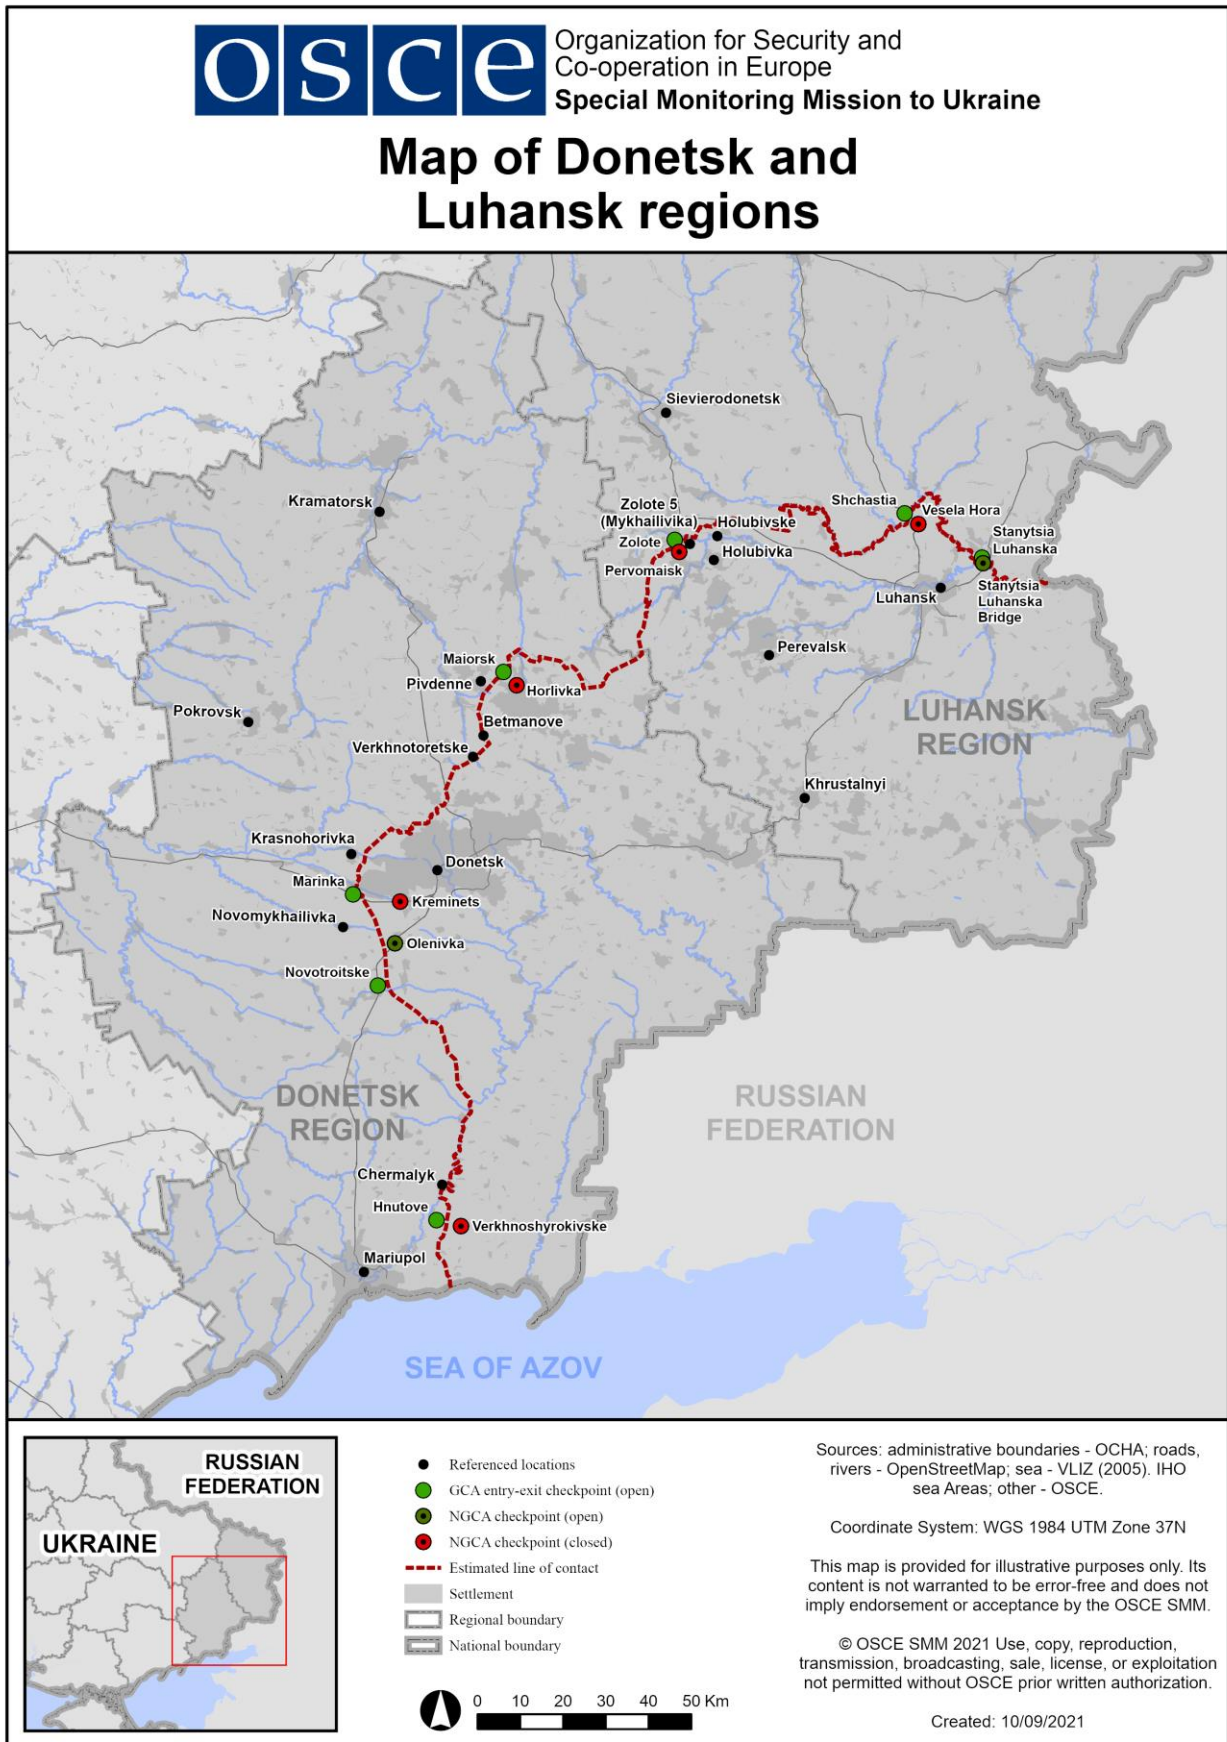 osce
Organization for Security and
Co-operation in Europe
Special Monitoring Mission to Ukraine
Map of Donetsk and
Luhansk regions
Sievierodonetsk
Kramatorsk
Zolote 5
(Mykhailivika)
Holubivske
Zolote
Holubivka
Pervomaisk
Shchastia
Vesela Hora
Stanytsia
Luhanska
Luhansk
Stanytsia
Luhanska
Bridge
Perevalsk
Maiorsk
Pivdenne
Horlivka
Pokrovsk
Betmanove
Verkhnotoretske
LUHANSK
REGION
Khrustalnyi
Krasnohorivka
Donetsk
Marinka
Kreminets
Novomykhailivka
Olenivka
Novotroitske
DONETSK
REGION
RUSSIAN
FEDERATION
Chermalyk
Hnutove
Verkhnoshyrokivske
Mariupol
SEA OF AZOV
RUSSIAN
FEDERATION
UKRAINE
Referenced locations
GCA entry-exit checkpoint (open)
NGCA checkpoint (open)
NGCA checkpoint (closed)
Estimated line of contact
Settlement
Regional boundary
National boundary
0 10 20 30 40 50 Km
Sources: administrative boundaries - OCHA; roads,
rivers - OpenStreetMap; sea - VLIZ (2005). IHO
sea Areas; other - OSCE.
Coordinate System: WGS 1984 UTM Zone 37N
This map is provided for illustrative purposes only. Its
content is not warranted to be error-free and does not
imply endorsement or acceptance by the OSCE SMM.
© OSCE SMM 2021 Use, copy, reproduction,
transmission, broadcasting, sale, license, or exploitation
not permitted without OSCE prior written authorization.
Created: 10/09/2021